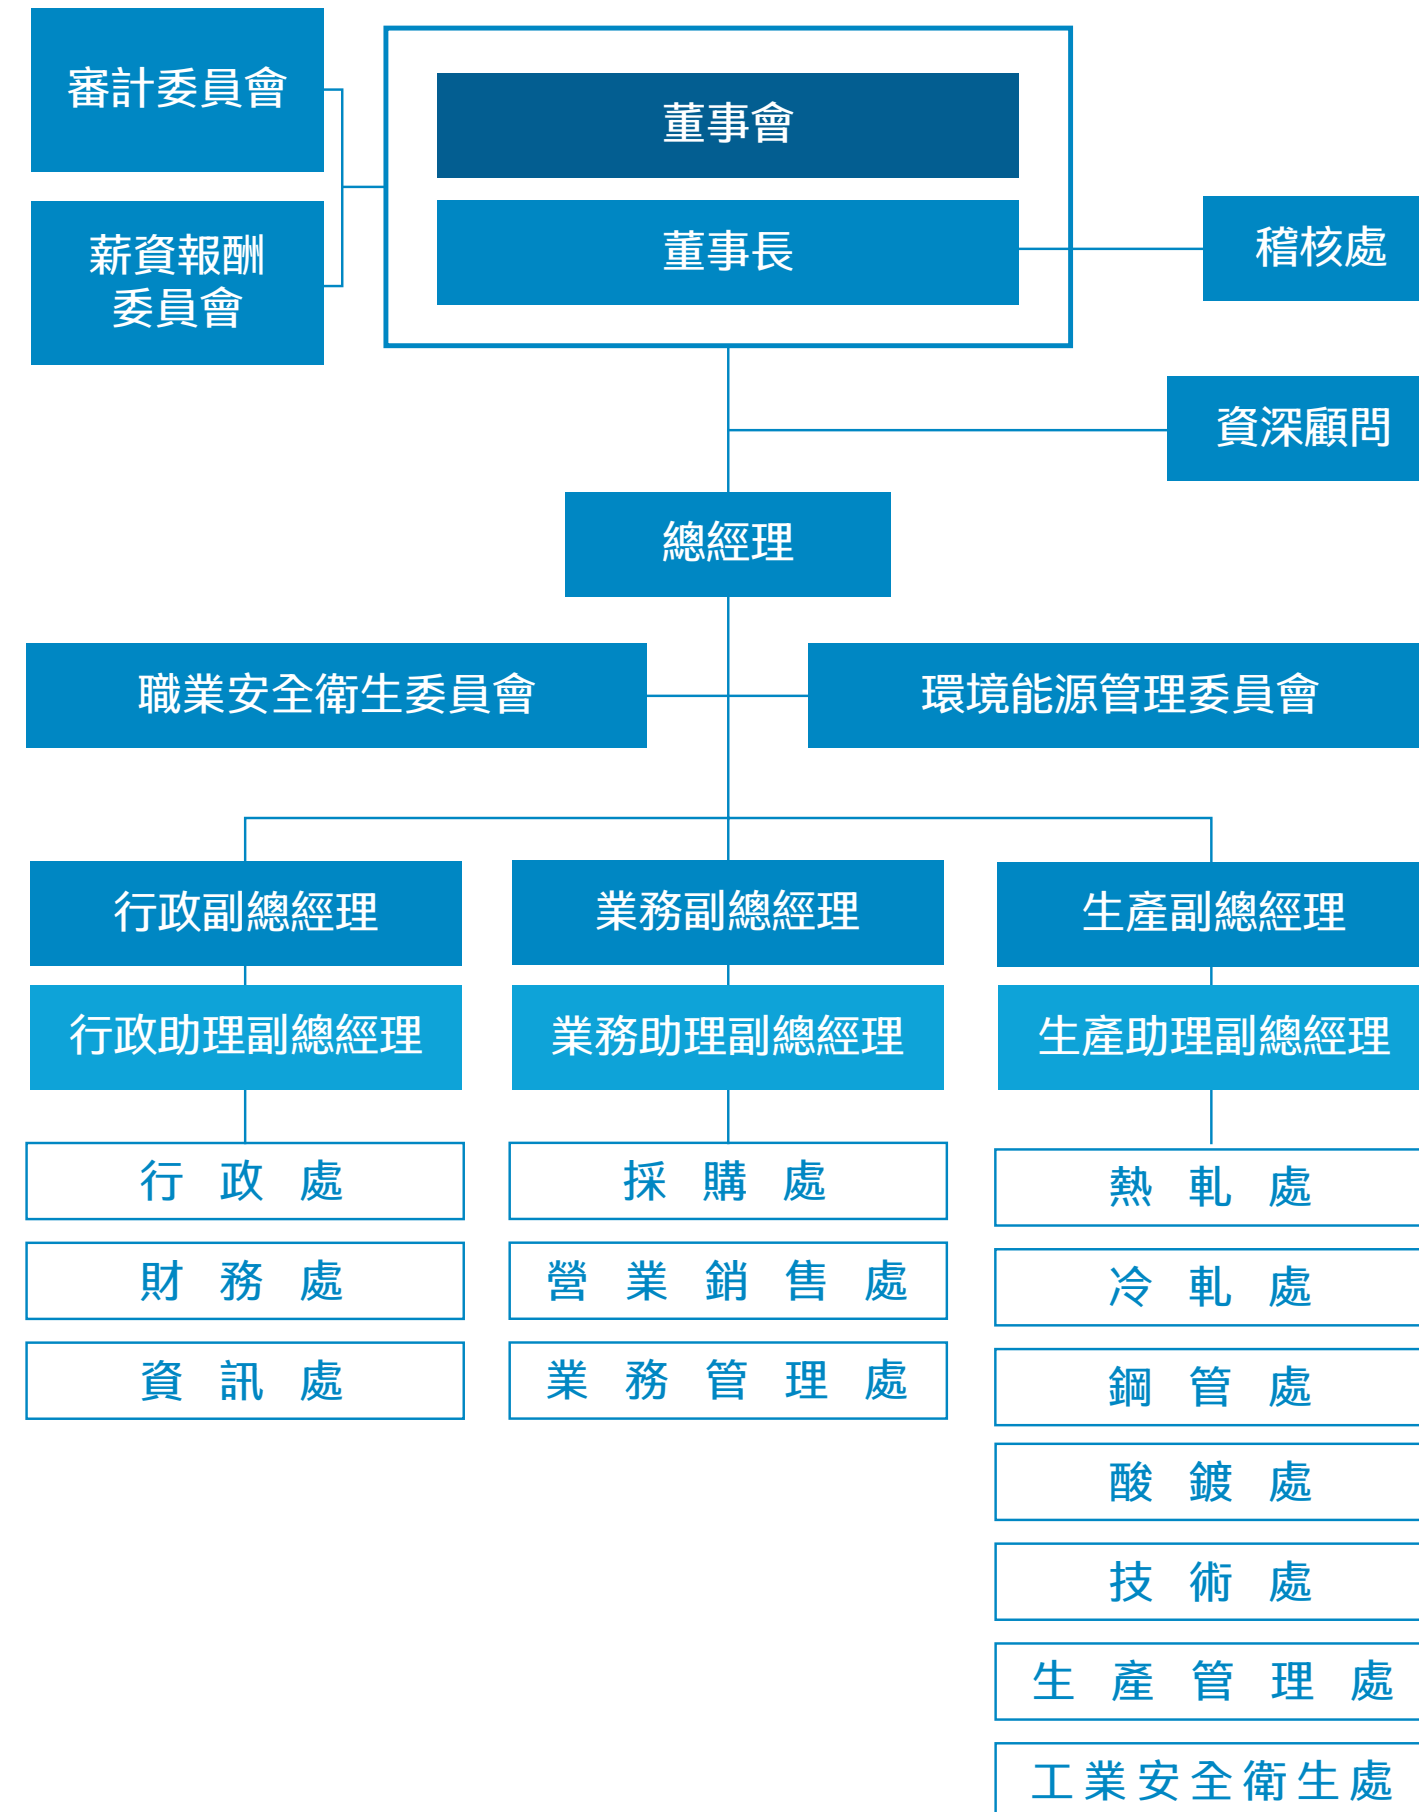 審計委員會
薪資報酬
委員會
董事會
董事長
稽核處
資深顧問
總經理
職業安全衛生委員會
環境能源管理委員會
行政副總經理
業務副總經理
生產副總經理
行政助理副總經理
業務助理副總經理
生產助理副總經理
行政處
財務處
資訊處
採購處
營業銷售處
業務管理處
熱軋處
冷軋處
鋼管處
酸鍍處
技術處
生產管理處
工業安全衛生處